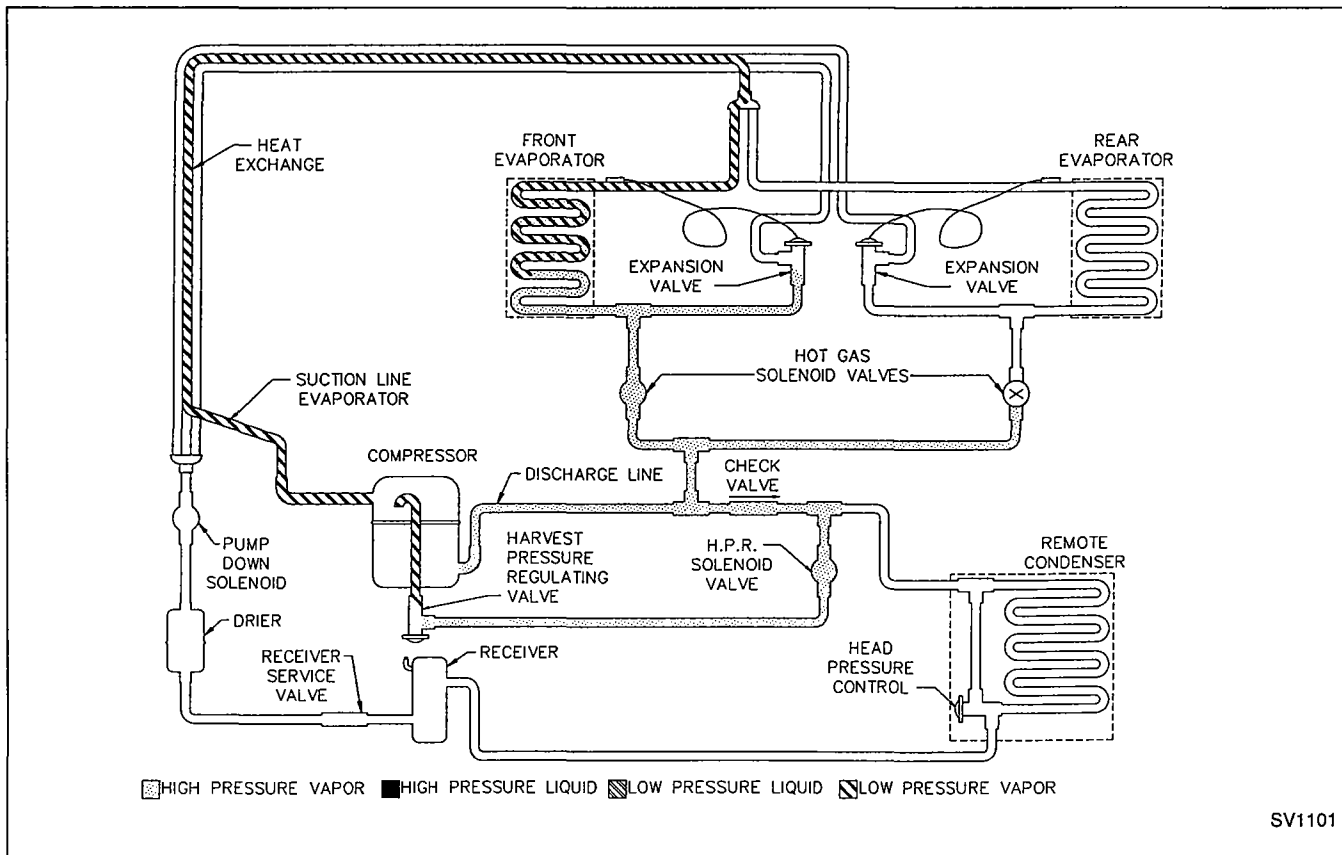 HEAT
EXCHANGE
FRONT
EVAPORATOR
REAR
EVAPORATOR
EXPANSION
VALVE
EXPANSION
VALVE
HOT GAS
SOLENOID VALVES
SUCTION LINE
EVAPORATOR
COMPRESSOR
DISCHARGE LINE
CHECK
VALVE
PUMP
DOWN
SOLENOID
HARVEST
PRESSURE
REGULATING
VALVE
H.P.R.
SOLENOID
VALVE
REMOTE
CONDENSER
DRIER
RECEIVER
SERVICE
VALVE
RECEIVER
HEAD
PRESSURE
CONTROL
HIGH PRESSURE VAPOR HIGH PRESSURE LIQUID LOW PRESSURE LIQUID LOW PRESSURE VAPOR
SV1101